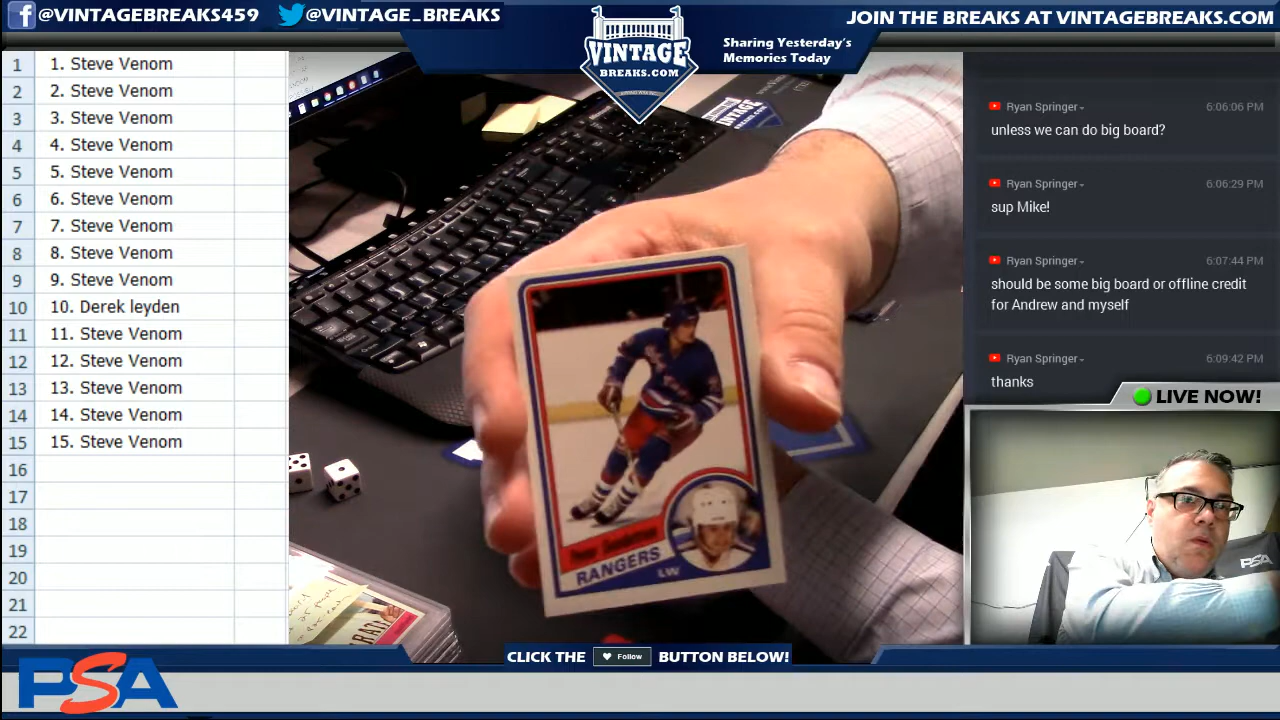 @VINTAGEBREAKS459
@VINTAGE_BREAKS
VINTAGE
BREAKS.COM
Sharing Yesterday's
Memories Today
JOIN THE BREAKS AT VINTAGEBREAKS.COM
1 1. Steve Venom
2 2. Steve Venom
3 3. Steve Venom
4 4. Steve Venom
5 5. Steve Venom
6 6. Steve Venom
7 7. Steve Venom
8 8. Steve Venom
9 9. Steve Venom
10 10. Derek leyden
11 11. Steve Venom
12 12. Steve Venom
13 13. Steve Venom
14 14. Steve Venom
15 15. Steve Venom
16
17
18
19
20
21
22
VINTAGE
RANGERS
LW
Ryan Springer 6:06:06 PM
unless we can do big board?
Ryan Springer 6:06:29 PM
sup Mike!
Ryan Springer 6:07:44 PM
should be some big board or offline credit
for Andrew and myself
Ryan Springer 6:09:42 PM
thanks
LIVE NOW!
PSA
CLICK THE Follow BUTTON BELOW!
PSA